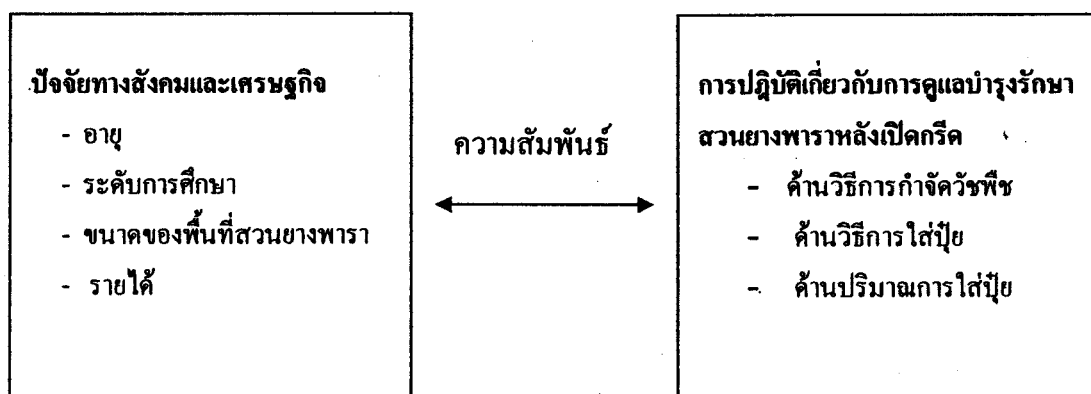 ปัจจัยทางสังคมและเศรษฐกิจ
- อายุ
- ระดับการศึกษา
- ขนาดของพื้นที่สวนยางพารา
- รายได้
ความสัมพันธ์
การปฎิบัติเกี่ยวกับการดูแลบำรุงรักษา
สวนยางพาราหลังเปิดกรีด
- ด้านวิธีการกำจัดวัชพืช
- ด้านวิธีการใส่ปุ๋ย
- ด้านปริมาณการใส่ปุ๋ย